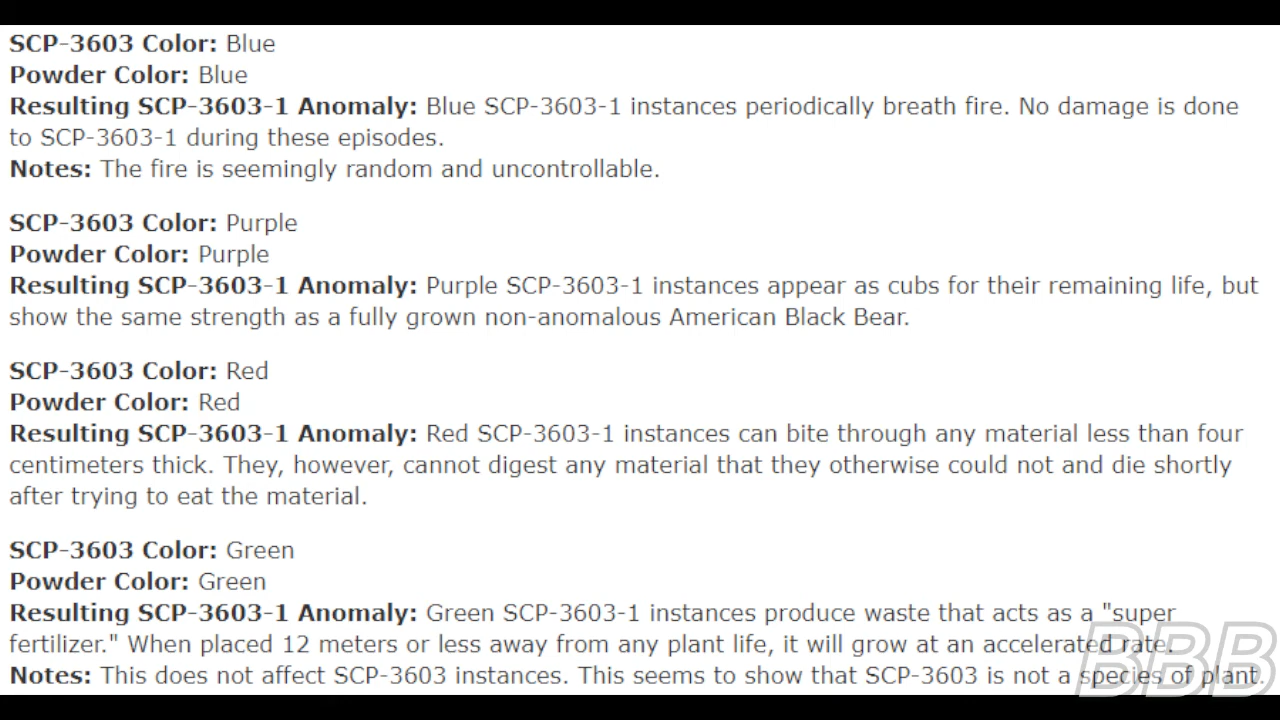 SCP-3603 Color: Blue
Powder Color: Blue
Resulting SCP-3603-1 Anomaly: Blue SCP-3603-1 instances periodically breath fire. No damage is done
to SCP-3603-1 during these episodes.
Notes: The fire is seemingly random and uncontrollable.
SCP-3603 Color: Purple
Powder Color: Purple
Resulting SCP-3603-1 Anomaly: Purple SCP-3603-1 instances appear as cubs for their remaining life, but
show the same strength as a fully grown non-anomalous American Black Bear.
SCP-3603 Color: Red
Powder Color: Red
Resulting SCP-3603-1 Anomaly: Red SCP-3603-1 instances can bite through any material less than four
centimeters thick. They, however, cannot digest any material that they otherwise could not and die shortly
after trying to eat the material.
SCP-3603 Color: Green
Powder Color: Green
Resulting SCP-3603-1 Anomaly: Green SCP-3603-1 instances produce waste that acts as a "super
fertilizer." When placed 12 meters or less away from any plant life, it will grow at an accelerated rate.
Notes: This does not affect SCP-3603 instances. This seems to show that SCP-3603 is not a species of plant.
BBB